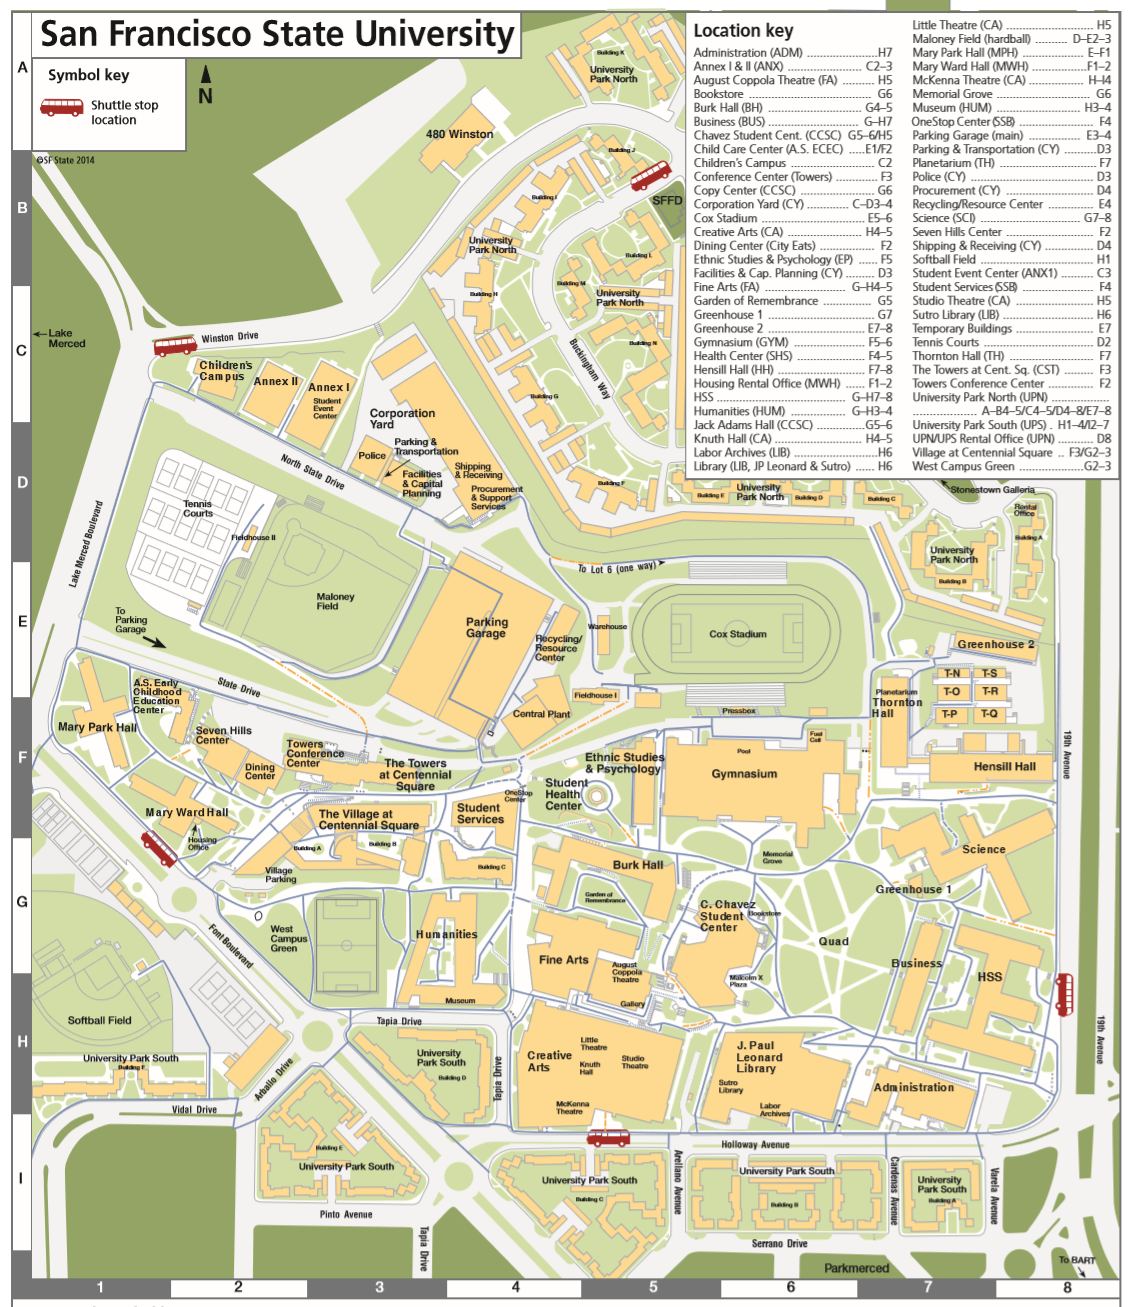 San Francisco State University
Symbol key
Shuttle stop
location
N
©SF State 2014
Location key
Administration (ADM) .................. H7
Annex I & II (ANX) .................. C2–3
August Coppola Theatre (FA) .......... H5
Bookstore .................. G6
Burk Hall (BH) .................. G4–5
Business (BUS) .................. G–H7
Chavez Student Cent. (CCSC) G5–6/H5
Child Care Center (A.S. ECEC) .....E1/F2
Children's Campus .................. C2
Conference Center (Towers) ............ F3
Copy Center (CCSC) .................. G6
Corporation Yard (CY) ............ C–D3–4
Cox Stadium .................. E5–6
Creative Arts (CA) .................. H4–5
Dining Center (City Eats) .............. F2
Ethnic Studies & Psychology (EP) ..... F5
Facilities & Cap. Planning (CY) ........ D3
Fine Arts (FA) .................. G–H4–5
Garden of Remembrance .............. G5
Greenhouse 1 .................. G7
Greenhouse 2 .................. E7–8
Gymnasium (GYM) .................. F5–6
Health Center (SHS) .................. F4–5
Hensill Hall (HH) .................. F7–8
Housing Rental Office (MWH) ...... F1–2
HSS .................. G–H7–8
Humanities (HUM) .................. G–H3–4
Jack Adams Hall (CCSC) ..............G5–6
Knuth Hall (CA) .................. H4–5
Labor Archives (LIB) ..................H6
Library (LIB, JP Leonard & Sutro) ..... H6
Little Theatre (CA) .................. H5
Maloney Field (hardball) ........ D–E2–3
Mary Park Hall (MPH) .............. E–F1
Mary Ward Hall (MWH) ..............F1–2
McKenna Theatre (CA) .............. H–I4
Memorial Grove .................. G6
Museum (HUM) .................. H3–4
OneStop Center (SSB) .................. F4
Parking Garage (main) .............. E3–4
Parking & Transportation (CY) ........D3
Planetarium (TH) .................. F7
Police (CY) .................. D3
Procurement (CY) .................. D4
Recycling/Resource Center ............ E4
Science (SCI) .................. G7–8
Seven Hills Center .................. F2
Shipping & Receiving (CY) ............ D4
Softball Field .................. H1
Student Event Center (ANX1) ........ C3
Student Services (SSB) .................. F4
Studio Theatre (CA) .................. H5
Sutro Library (LIB) .................. H6
Temporary Buildings .................. E7
Tennis Courts .................. D2
Thornton Hall (TH) .................. F7
The Towers at Cent. Sq. (CST) ........ F3
Towers Conference Center ............ F2
University Park North (UPN) ..............
.................. A–B4–5/C4–5/D4–8/E7–8
University Park South (UPS) . H1–4/I2–7
UPN/UPS Rental Office (UPN) .......... D8
Village at Centennial Square .. F3/G2–3
West Campus Green ..................G2–3
A
B
C
D
E
F
G
H
I
Building K
University
Park North
480 Winston
Building J
SFFD
Building I
University
Park North
Building L
Building H
Building M
University
Park North
Building N
Lake
Merced
Winston Drive
Children's
Campus
Annex II
Annex I
Student
Event
Center
Buckingham Way
Building G
Corporation
Yard
Parking &
Transportation
Police
Facilities
& Capital
Planning
Shipping
& Receiving
Procurement
& Support
Services
North State Drive
Building F
Building E
University
Park North
Building D
Building C
Stonestown Galleria
Rental
Office
Building A
University
Park North
Building B
Tennis
Courts
Fieldhouse II
Lake Merced Boulevard
To Lot 6 (one way)
Maloney
Field
To
Parking
Garage
Parking
Garage
Warehouse
Recycling/
Resource
Center
Cox Stadium
Greenhouse 2
T-N
T-S
T-O
T-R
T-P
T-Q
Planetarium
Thornton
Hall
State Drive
A.S. Early
Childhood
Education
Center
Fieldhouse I
Central Plant
Pressbox
Mary Park Hall
Seven Hills
Center
Towers
Conference
Center
Dining
Center
The Towers
at Centennial
Square
Ethnic Studies
& Psychology
Pool
Fuel
Cell
Gymnasium
Hensill Hall
19th Avenue
Student
Health
Center
OneStop
Center
Mary Ward Hall
Housing
Office
The Village at
Centennial Square
Student
Services
Building A
Building B
Building C
Village
Parking
Burk Hall
Memorial
Grove
Science
Greenhouse 1
Garden of
Remembrance
C. Chavez
Student
Center
Bookstore
Font Boulevard
West
Campus
Green
Humanities
Quad
Fine Arts
August
Coppola
Theatre
Malcolm X
Plaza
Business
HSS
Museum
Gallery
Softball Field
Tapia Drive
University Park South
Building F
University
Park South
Building D
Tapia Drive
Creative
Arts
Little
Theatre
Knuth
Hall
Studio
Theatre
McKenna
Theatre
J. Paul
Leonard
Library
Sutro
Library
Labor
Archives
Administration
19th Avenue
Arballo Drive
Vidal Drive
Holloway Avenue
Building E
University Park South
University Park South
Building C
Arellano Avenue
University Park South
Building B
Cardenas Avenue
University
Park South
Building A
Varela Avenue
Pinto Avenue
Tapia Drive
Serrano Drive
Parkmerced
To BART
1
2
3
4
5
6
7
8